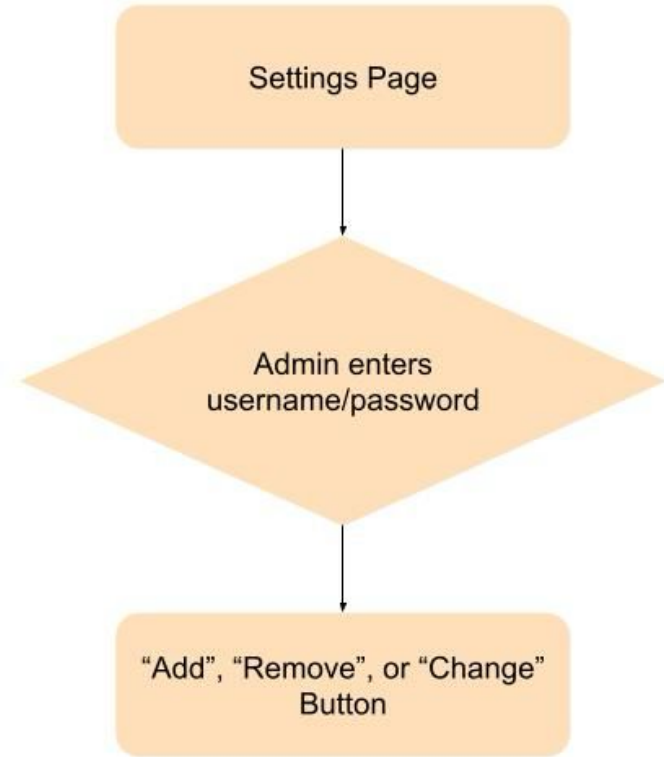 Settings Page
Admin enters
username/password
“Add”, “Remove”, or “Change”
Button